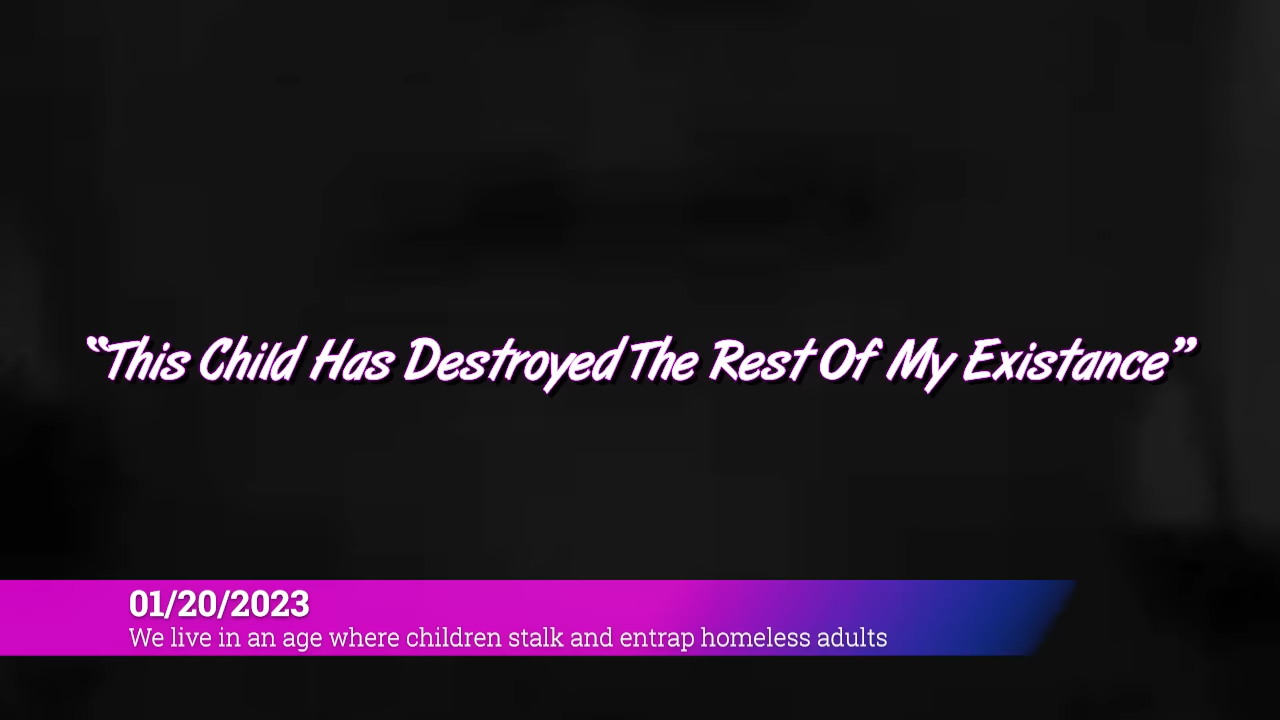 “This Child Has Destroyed The Rest Of My Existance”
01/20/2023
We live in an age where children stalk and entrap homeless adults